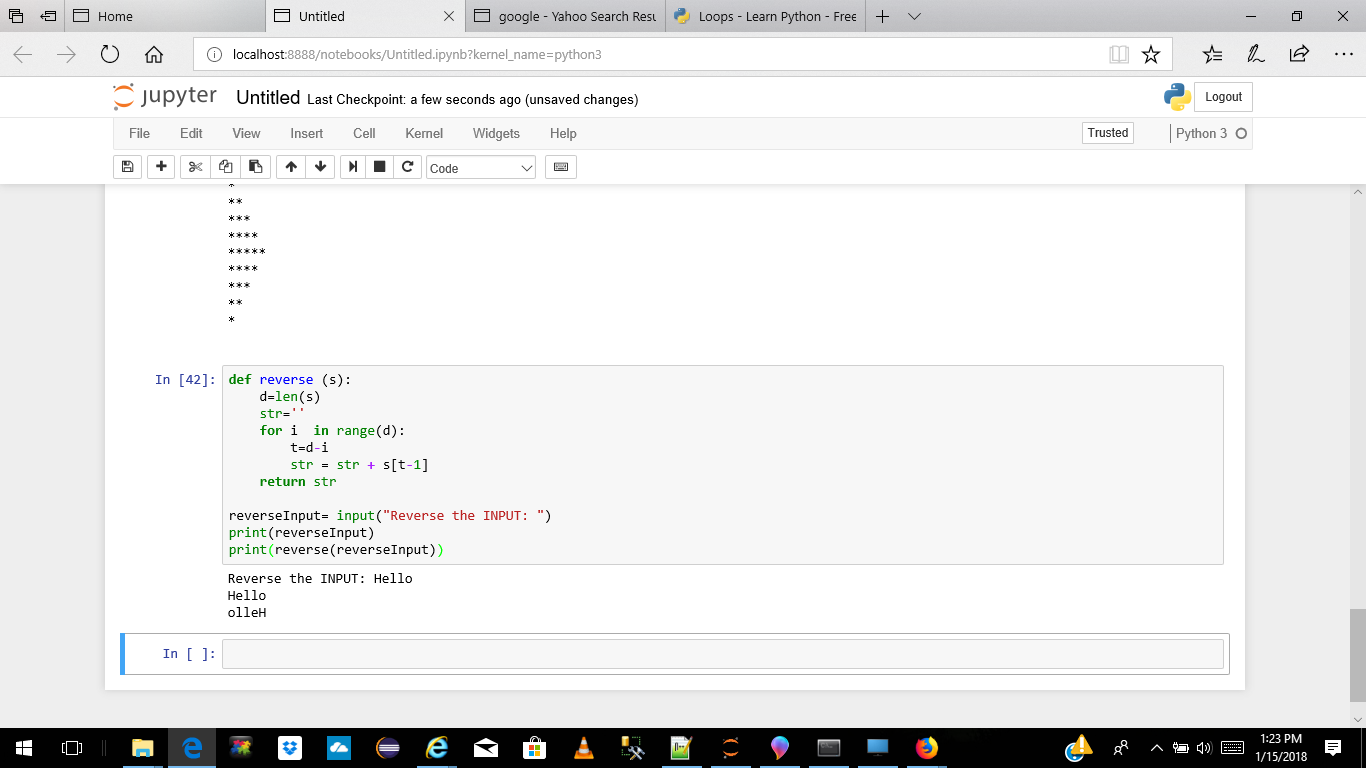 Home
Untitled
google - Yahoo Search Resu
Loops - Learn Python - Free
localhost:8888/notebooks/Untitled.ipynb?kernel_name=python3
jupyter Untitled Last Checkpoint: a few seconds ago (unsaved changes)
Logout
File Edit View Insert Cell Kernel Widgets Help
Trusted
Python 3
Code
*
**
***
****
*****
****
***
**
*
In [42]:
def reverse (s):
    d=len(s)
    str=''
    for i  in range(d):
        t=d-i
        str = str + s[t-1]
    return str

reverseInput= input("Reverse the INPUT: ")
print(reverseInput)
print(reverse(reverseInput))
Reverse the INPUT: Hello
Hello
olleH
In [ ]:
1:23 PM
1/15/2018